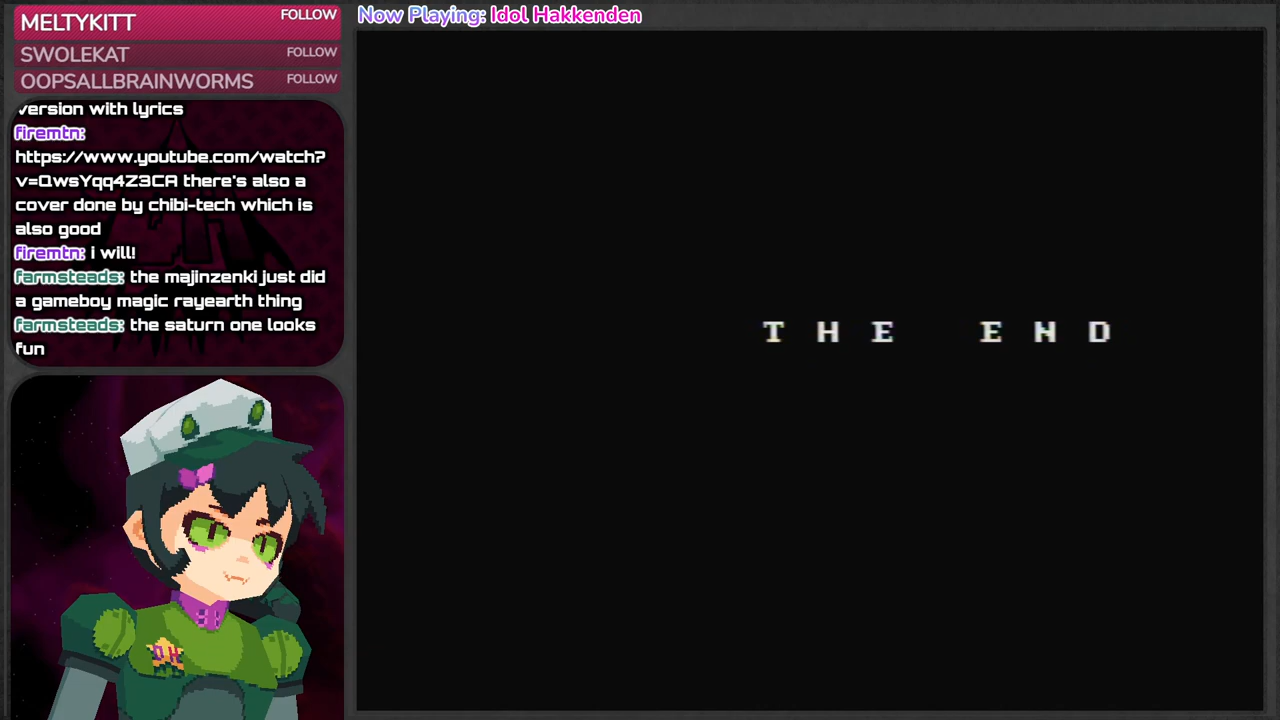 MELTYKITT FOLLOW
SWOLEKAT FOLLOW
OOPSALLBRAINWORMS FOLLOW
version with lyrics
firemtn:
https://www.youtube.com/watch?
v=QwsYqq4Z3CA there's also a
cover done by chibi-tech which is
also good
firemtn: i will!
farmsteads: the majinzenki just did
a gameboy magic rayearth thing
farmsteads: the saturn one looks
fun
Now Playing: Idol Hakkenden
THE END